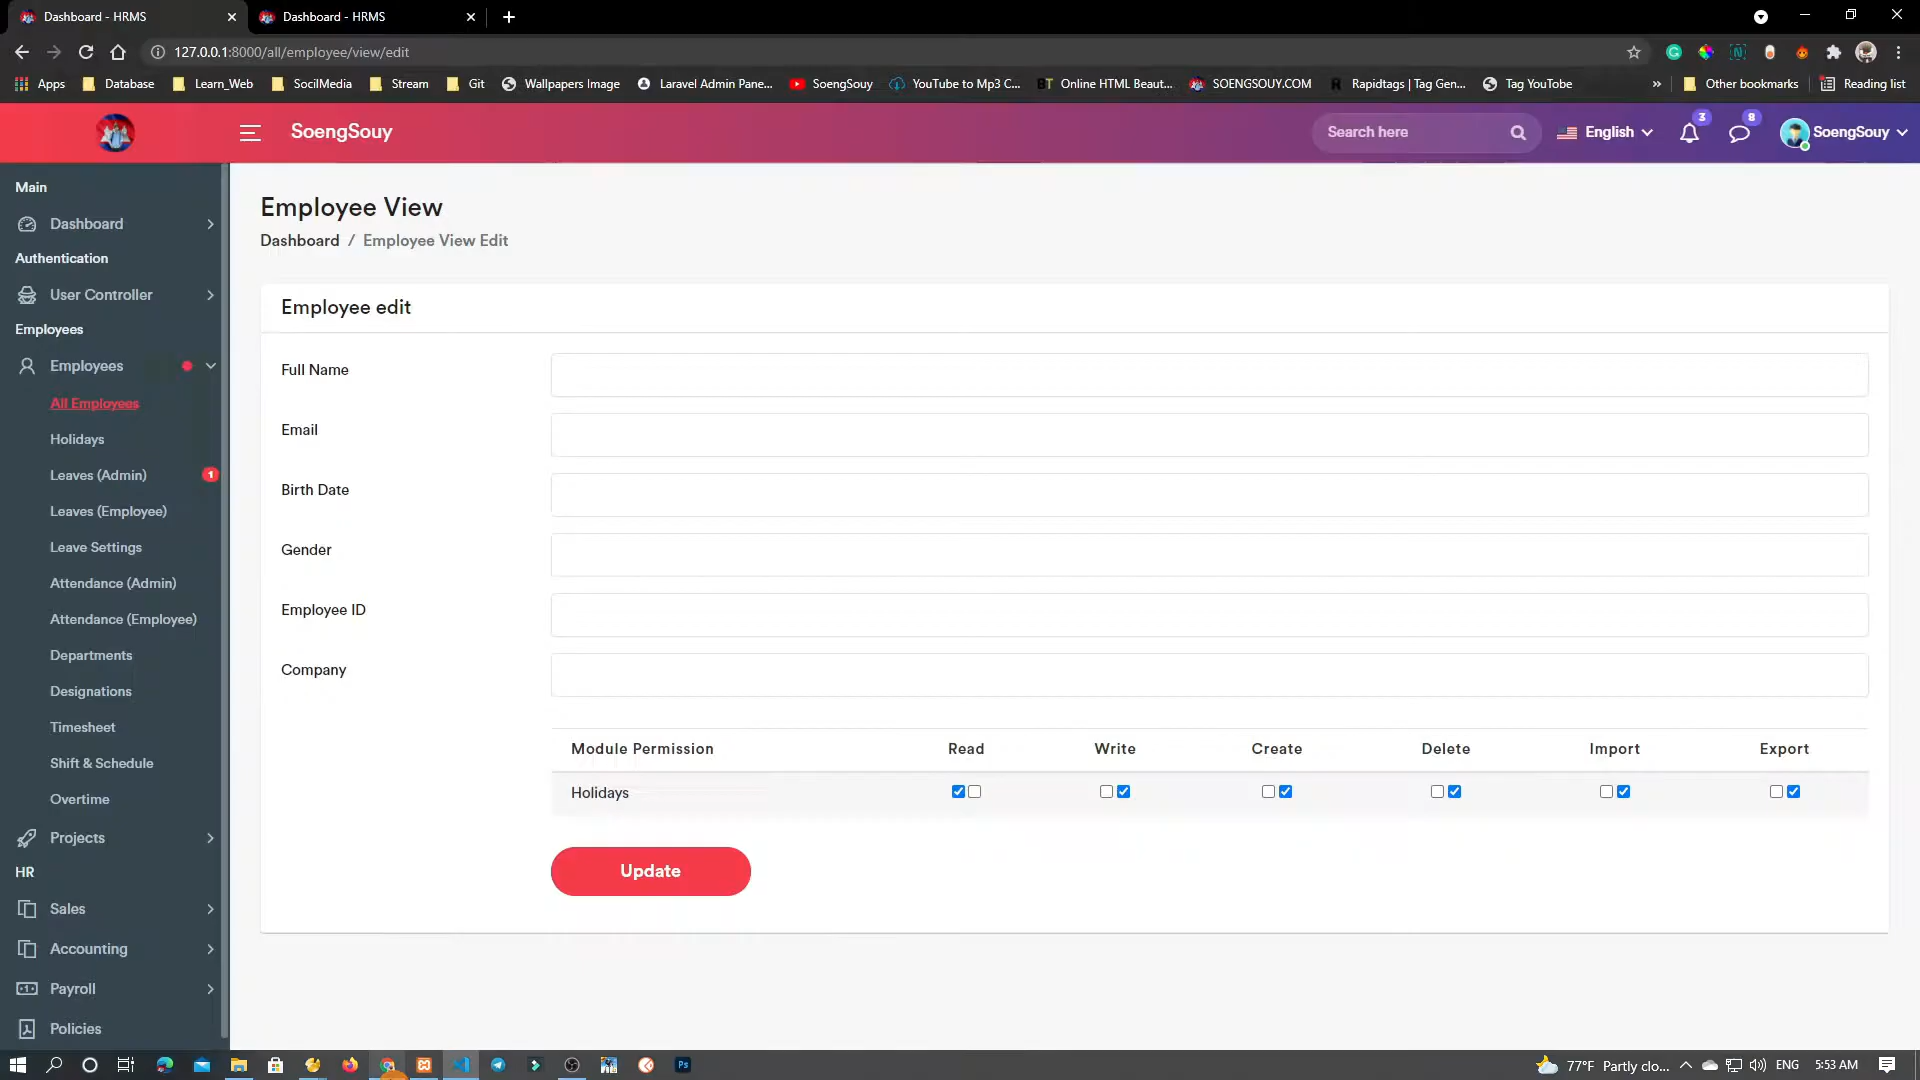 Dashboard - HRMS
Dashboard - HRMS
127.0.0.1:8000/all/employee/view/edit
Apps
Database
Learn_Web
SocilMedia
Stream
Git
Wallpapers Image
Laravel Admin Pane...
SoengSouy
YouTube to Mp3 C...
BT Online HTML Beaut...
SOENGSOUY.COM
Rapidtags | Tag Gen...
Tag YouTube
»
Other bookmarks
Reading list
SoengSouy
Search here
English
3
8
SoengSouy
Main
Dashboard
Authentication
User Controller
Employees
Employees
All Employees
Holidays
Leaves (Admin) 1
Leaves (Employee)
Leave Settings
Attendance (Admin)
Attendance (Employee)
Departments
Designations
Timesheet
Shift & Schedule
Overtime
Projects
HR
Sales
Accounting
Payroll
Policies
Employee View
Dashboard / Employee View Edit
Employee edit
Full Name
Email
Birth Date
Gender
Employee ID
Company
Module Permission Read Write Create Delete Import Export
Holidays
Update
Ps
77°F Partly clo...
ENG
5:53 AM